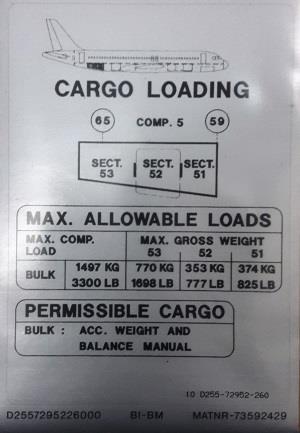 CARGO LOADING
65 COMP. 5 59
SECT. 53 SECT. 52 SECT. 51
MAX. ALLOWABLE LOADS
MAX. COMP. LOAD MAX. GROSS WEIGHT
53 52 51
BULK 1497 KG 770 KG 353 KG 374 KG
3300 LB 1698 LB 777 LB 825 LB
PERMISSIBLE CARGO
BULK : ACC. WEIGHT AND
BALANCE MANUAL
10 D255-72952-260
D2557295226000 BI-BM MATNR-73592429